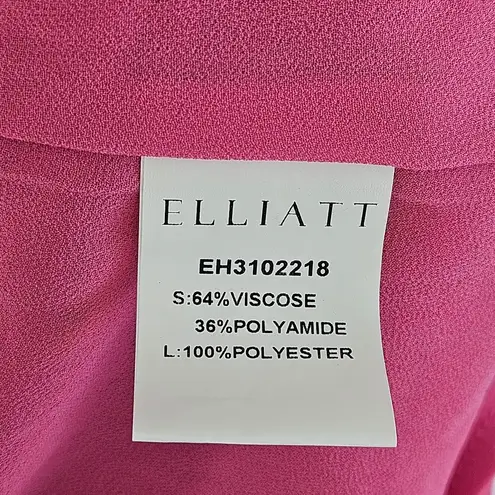 ELLIATT
EH3102218
S:64%VISCOSE
36%POLYAMIDE
L:100%POLYESTER